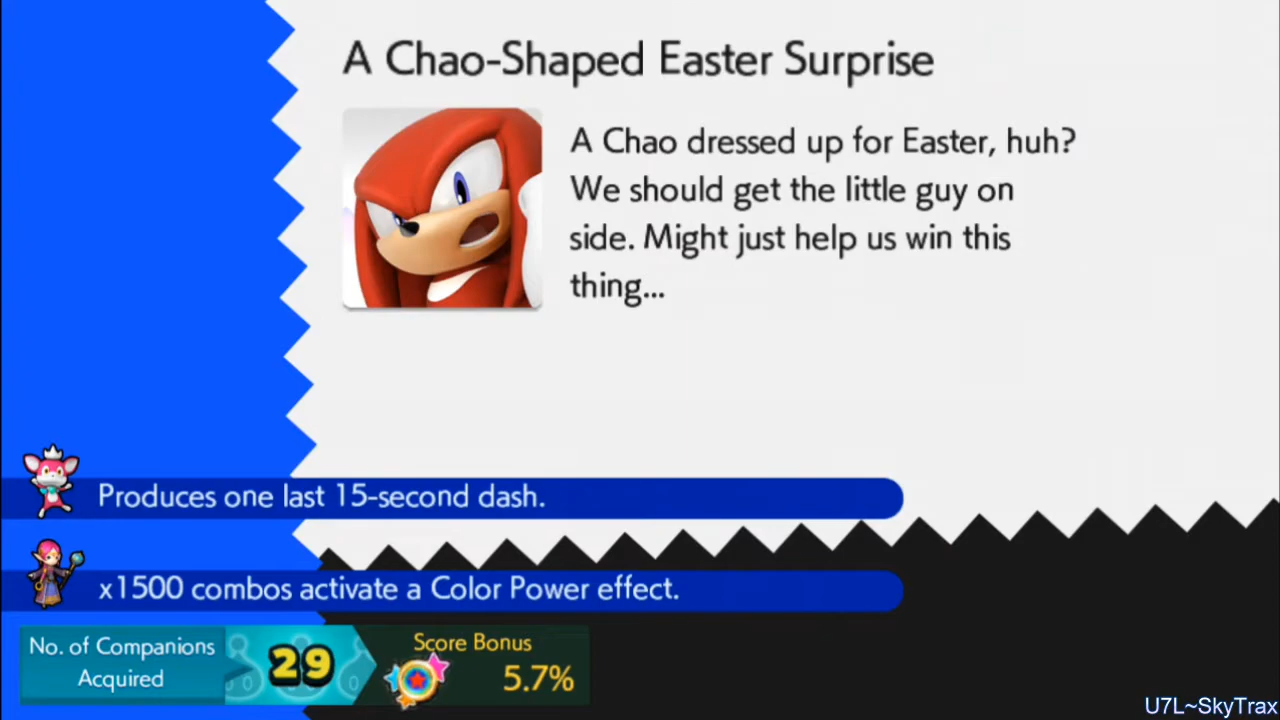 A Chao-Shaped Easter Surprise
A Chao dressed up for Easter, huh?
We should get the little guy on
side. Might just help us win this
thing...
Produces one last 15-second dash.
x1500 combos activate a Color Power effect.
No. of Companions
Acquired
29
Score Bonus
5.7%
U7L~SkyTrax